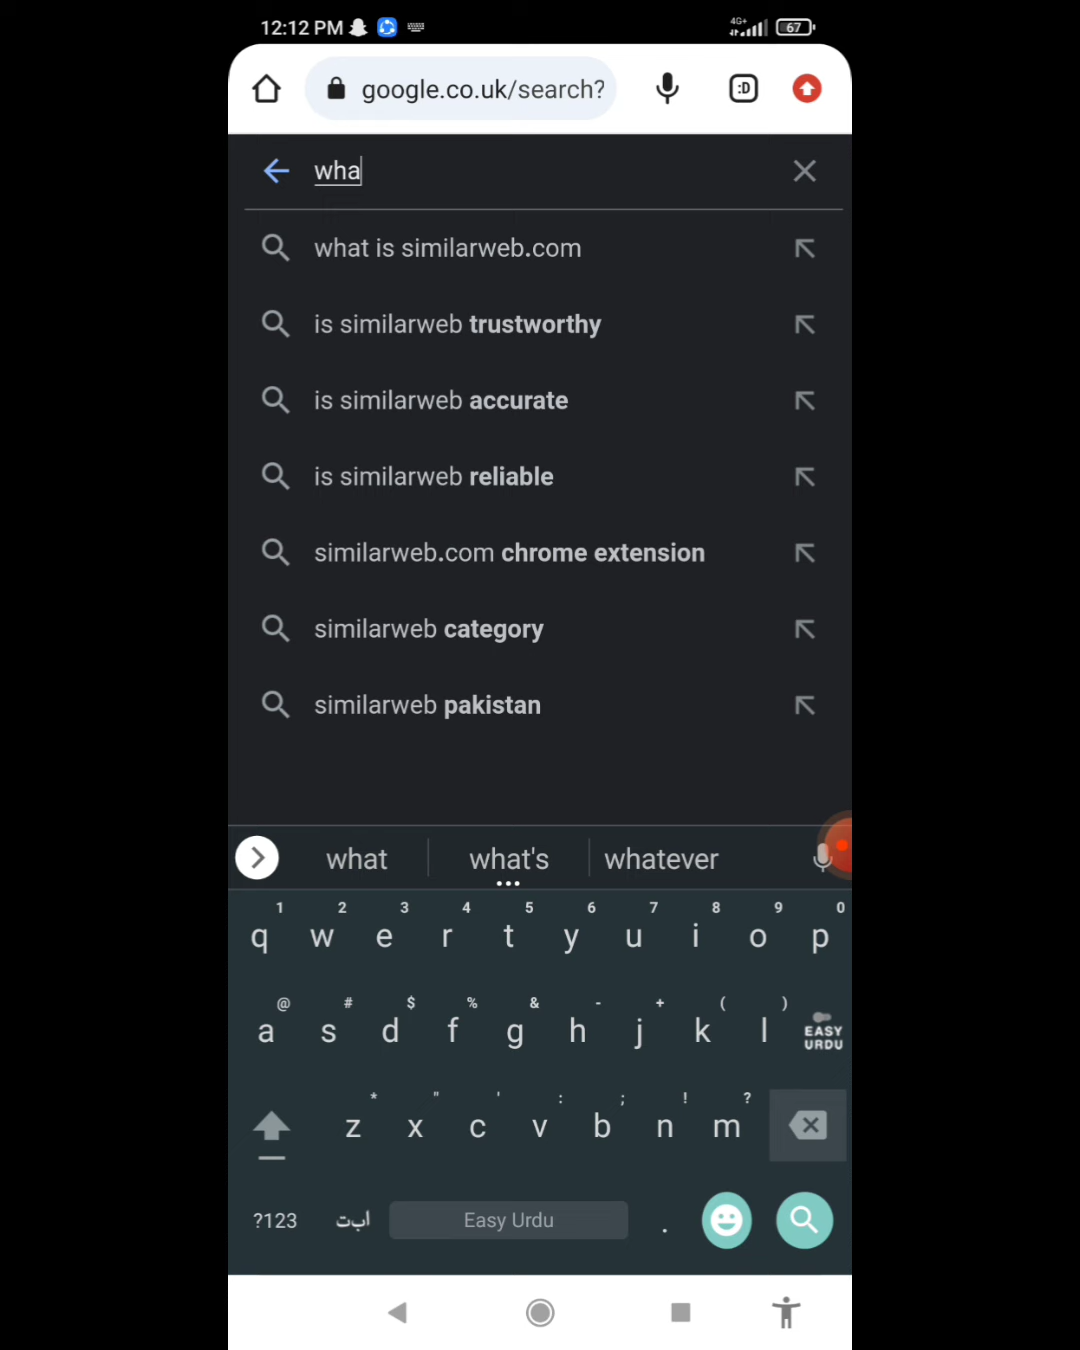 12:12 PM 4G+ 67
google.co.uk/search? :D
wha
what is similarweb.com
is similarweb trustworthy
is similarweb accurate
is similarweb reliable
similarweb.com chrome extension
similarweb category
similarweb pakistan
what what's whatever
1 2 3 4 5 6 7 8 9 0
q w e r t y u i o p
@ # $ % & - + ( )
a s d f g h j k l EASY URDU
* " ' : ; ! ?
z x c v b n m
?123 ابت Easy Urdu .